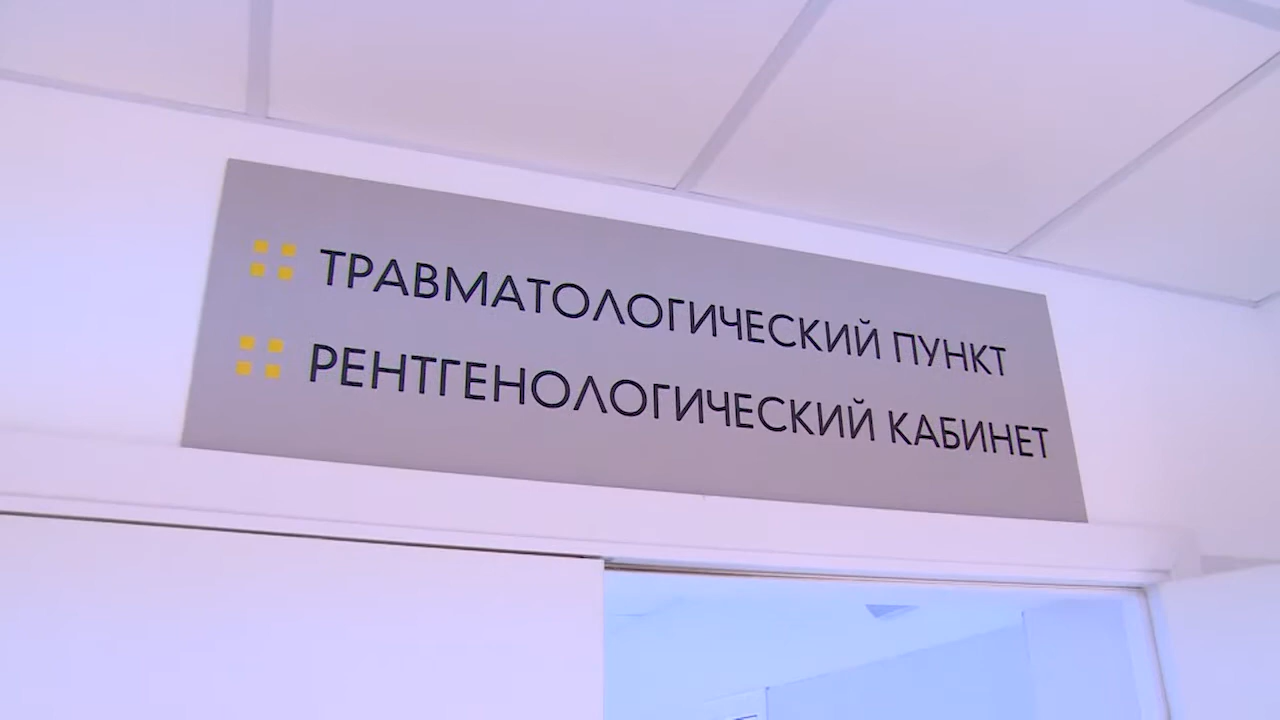 ТРАВМАТОЛОГИЧЕСКИЙ ПУНКТ
РЕНТГЕНОЛОГИЧЕСКИЙ КАБИНЕТ